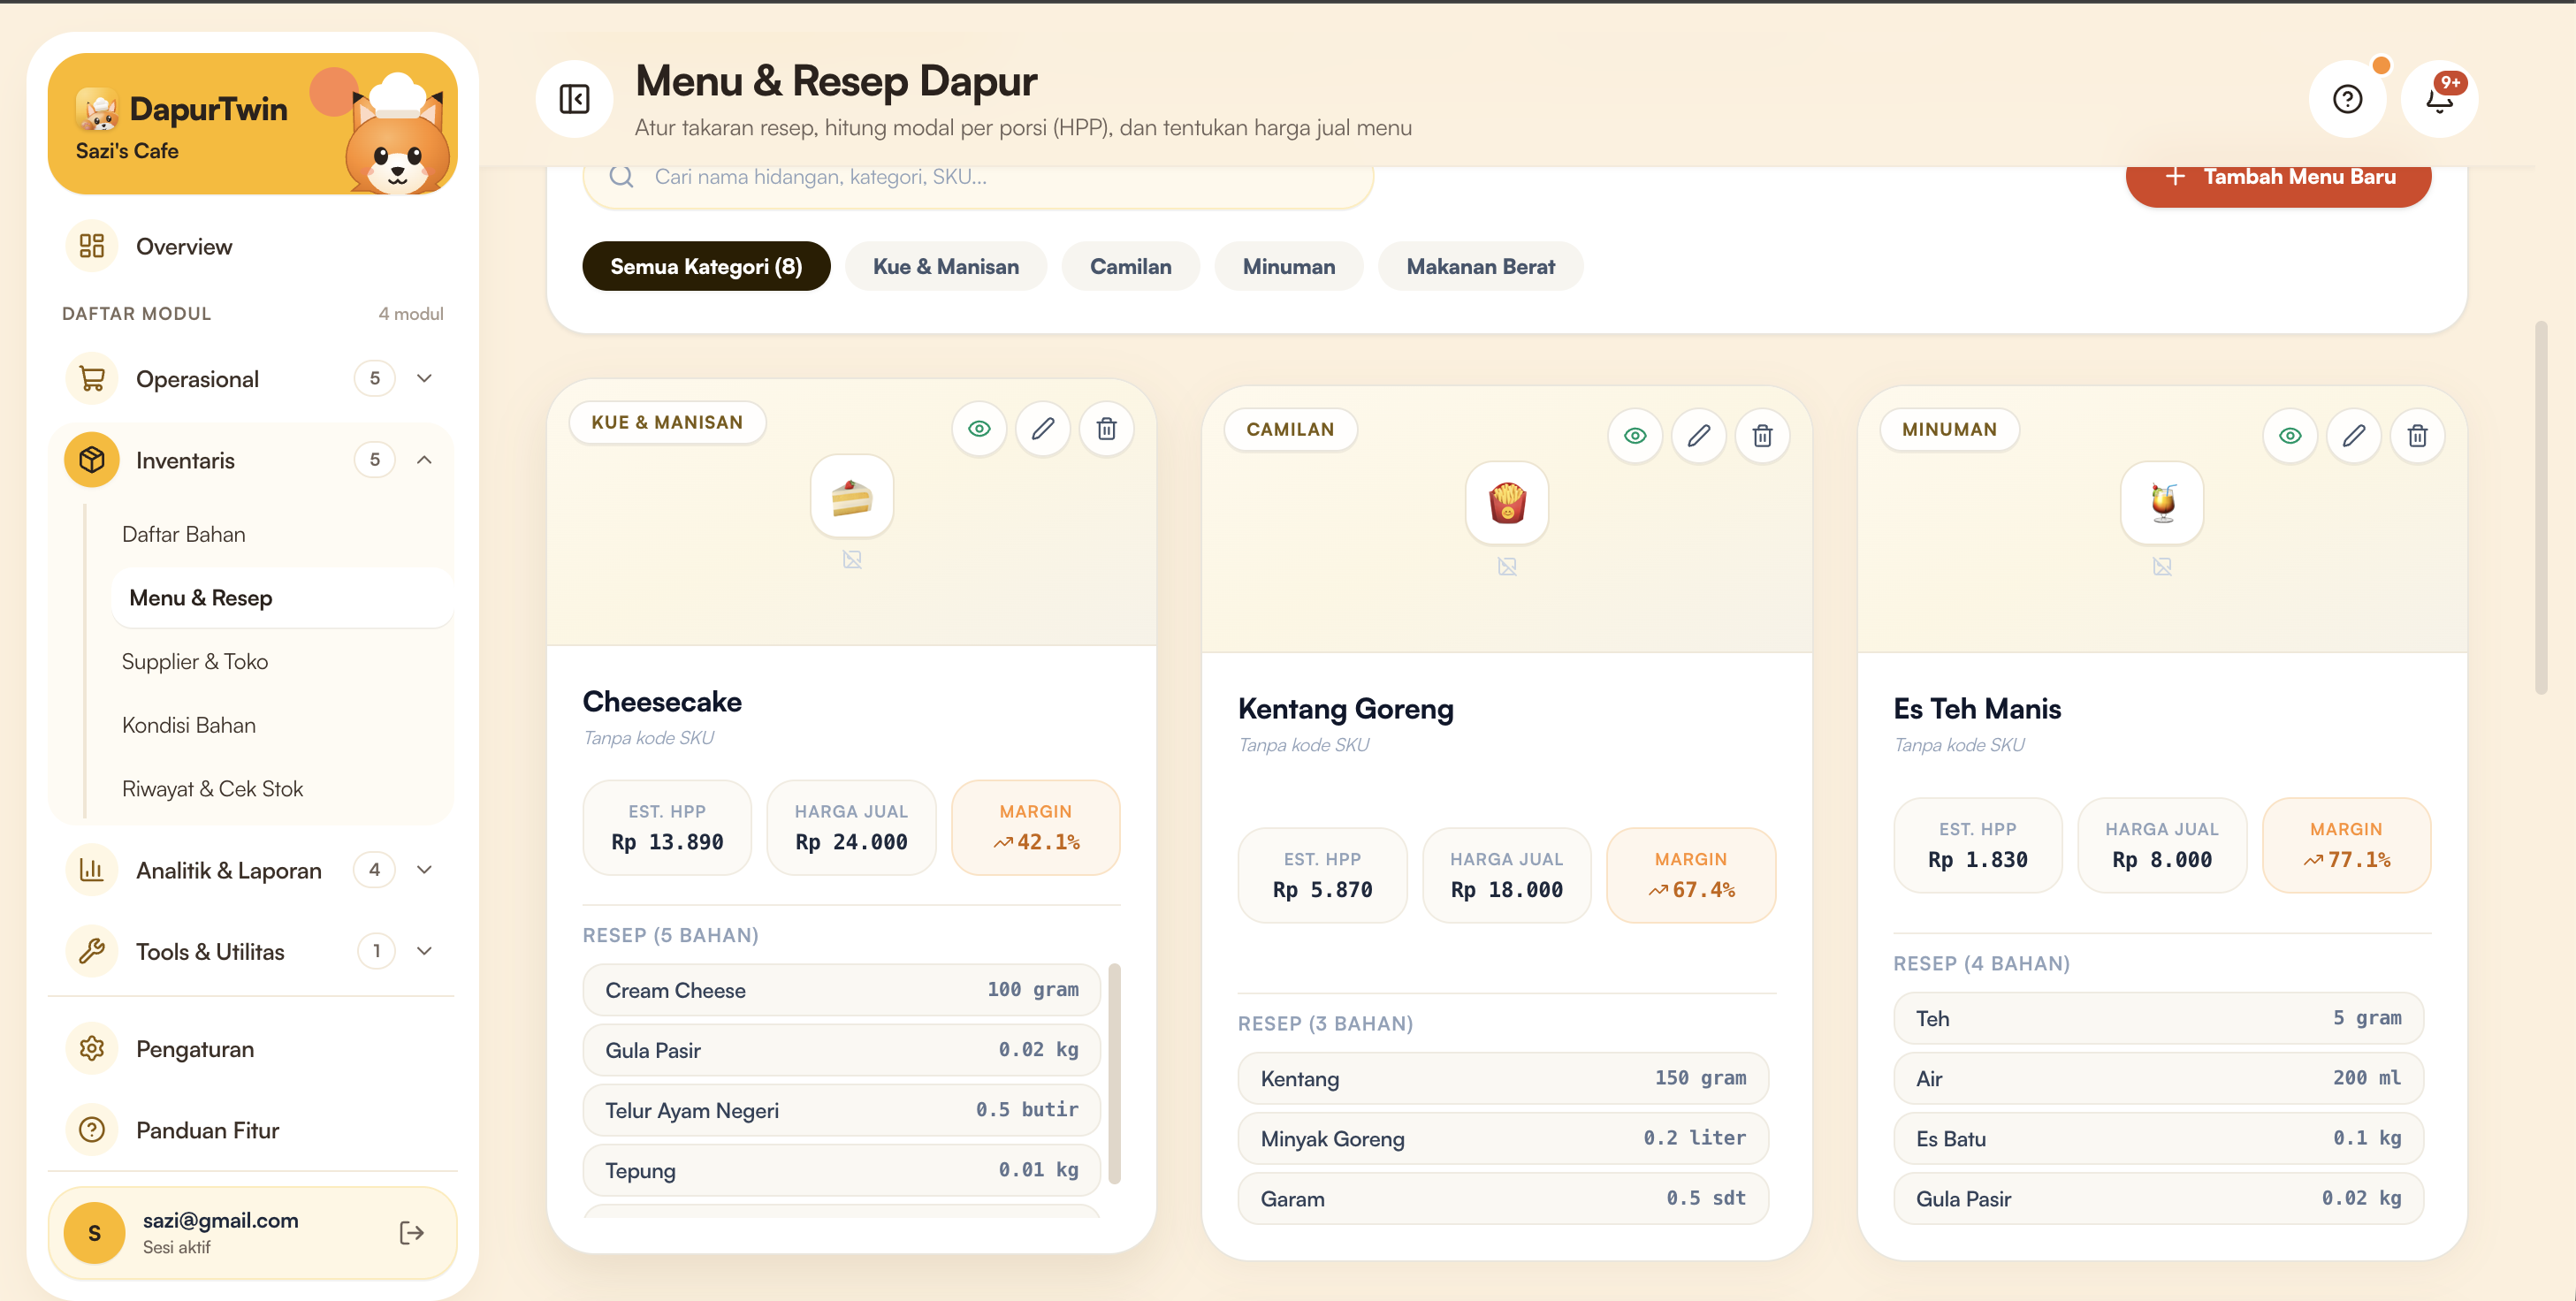 DapurTwin
Sazi's Cafe
Overview
DAFTAR MODUL
4 modul
Operasional
5
Inventaris
5
Daftar Bahan
Menu & Resep
Supplier & Toko
Kondisi Bahan
Riwayat & Cek Stok
Analitik & Laporan
4
Tools & Utilitas
1
Pengaturan
Panduan Fitur
S
sazi@gmail.com
Sesi aktif
Menu & Resep Dapur
Atur takaran resep, hitung modal per porsi (HPP), dan tentukan harga jual menu
9+
Cari nama hidangan, kategori, SKU...
+ Tambah Menu Baru
Semua Kategori (8)
Kue & Manisan
Camilan
Minuman
Makanan Berat
KUE & MANISAN
Cheesecake
Tanpa kode SKU
EST. HPP
Rp 13.890
HARGA JUAL
Rp 24.000
MARGIN
42.1%
RESEP (5 BAHAN)
Cream Cheese 100 gram
Gula Pasir 0.02 kg
Telur Ayam Negeri 0.5 butir
Tepung 0.01 kg
CAMILAN
Kentang Goreng
Tanpa kode SKU
EST. HPP
Rp 5.870
HARGA JUAL
Rp 18.000
MARGIN
67.4%
RESEP (3 BAHAN)
Kentang 150 gram
Minyak Goreng 0.2 liter
Garam 0.5 sdt
MINUMAN
Es Teh Manis
Tanpa kode SKU
EST. HPP
Rp 1.830
HARGA JUAL
Rp 8.000
MARGIN
77.1%
RESEP (4 BAHAN)
Teh 5 gram
Air 200 ml
Es Batu 0.1 kg
Gula Pasir 0.02 kg